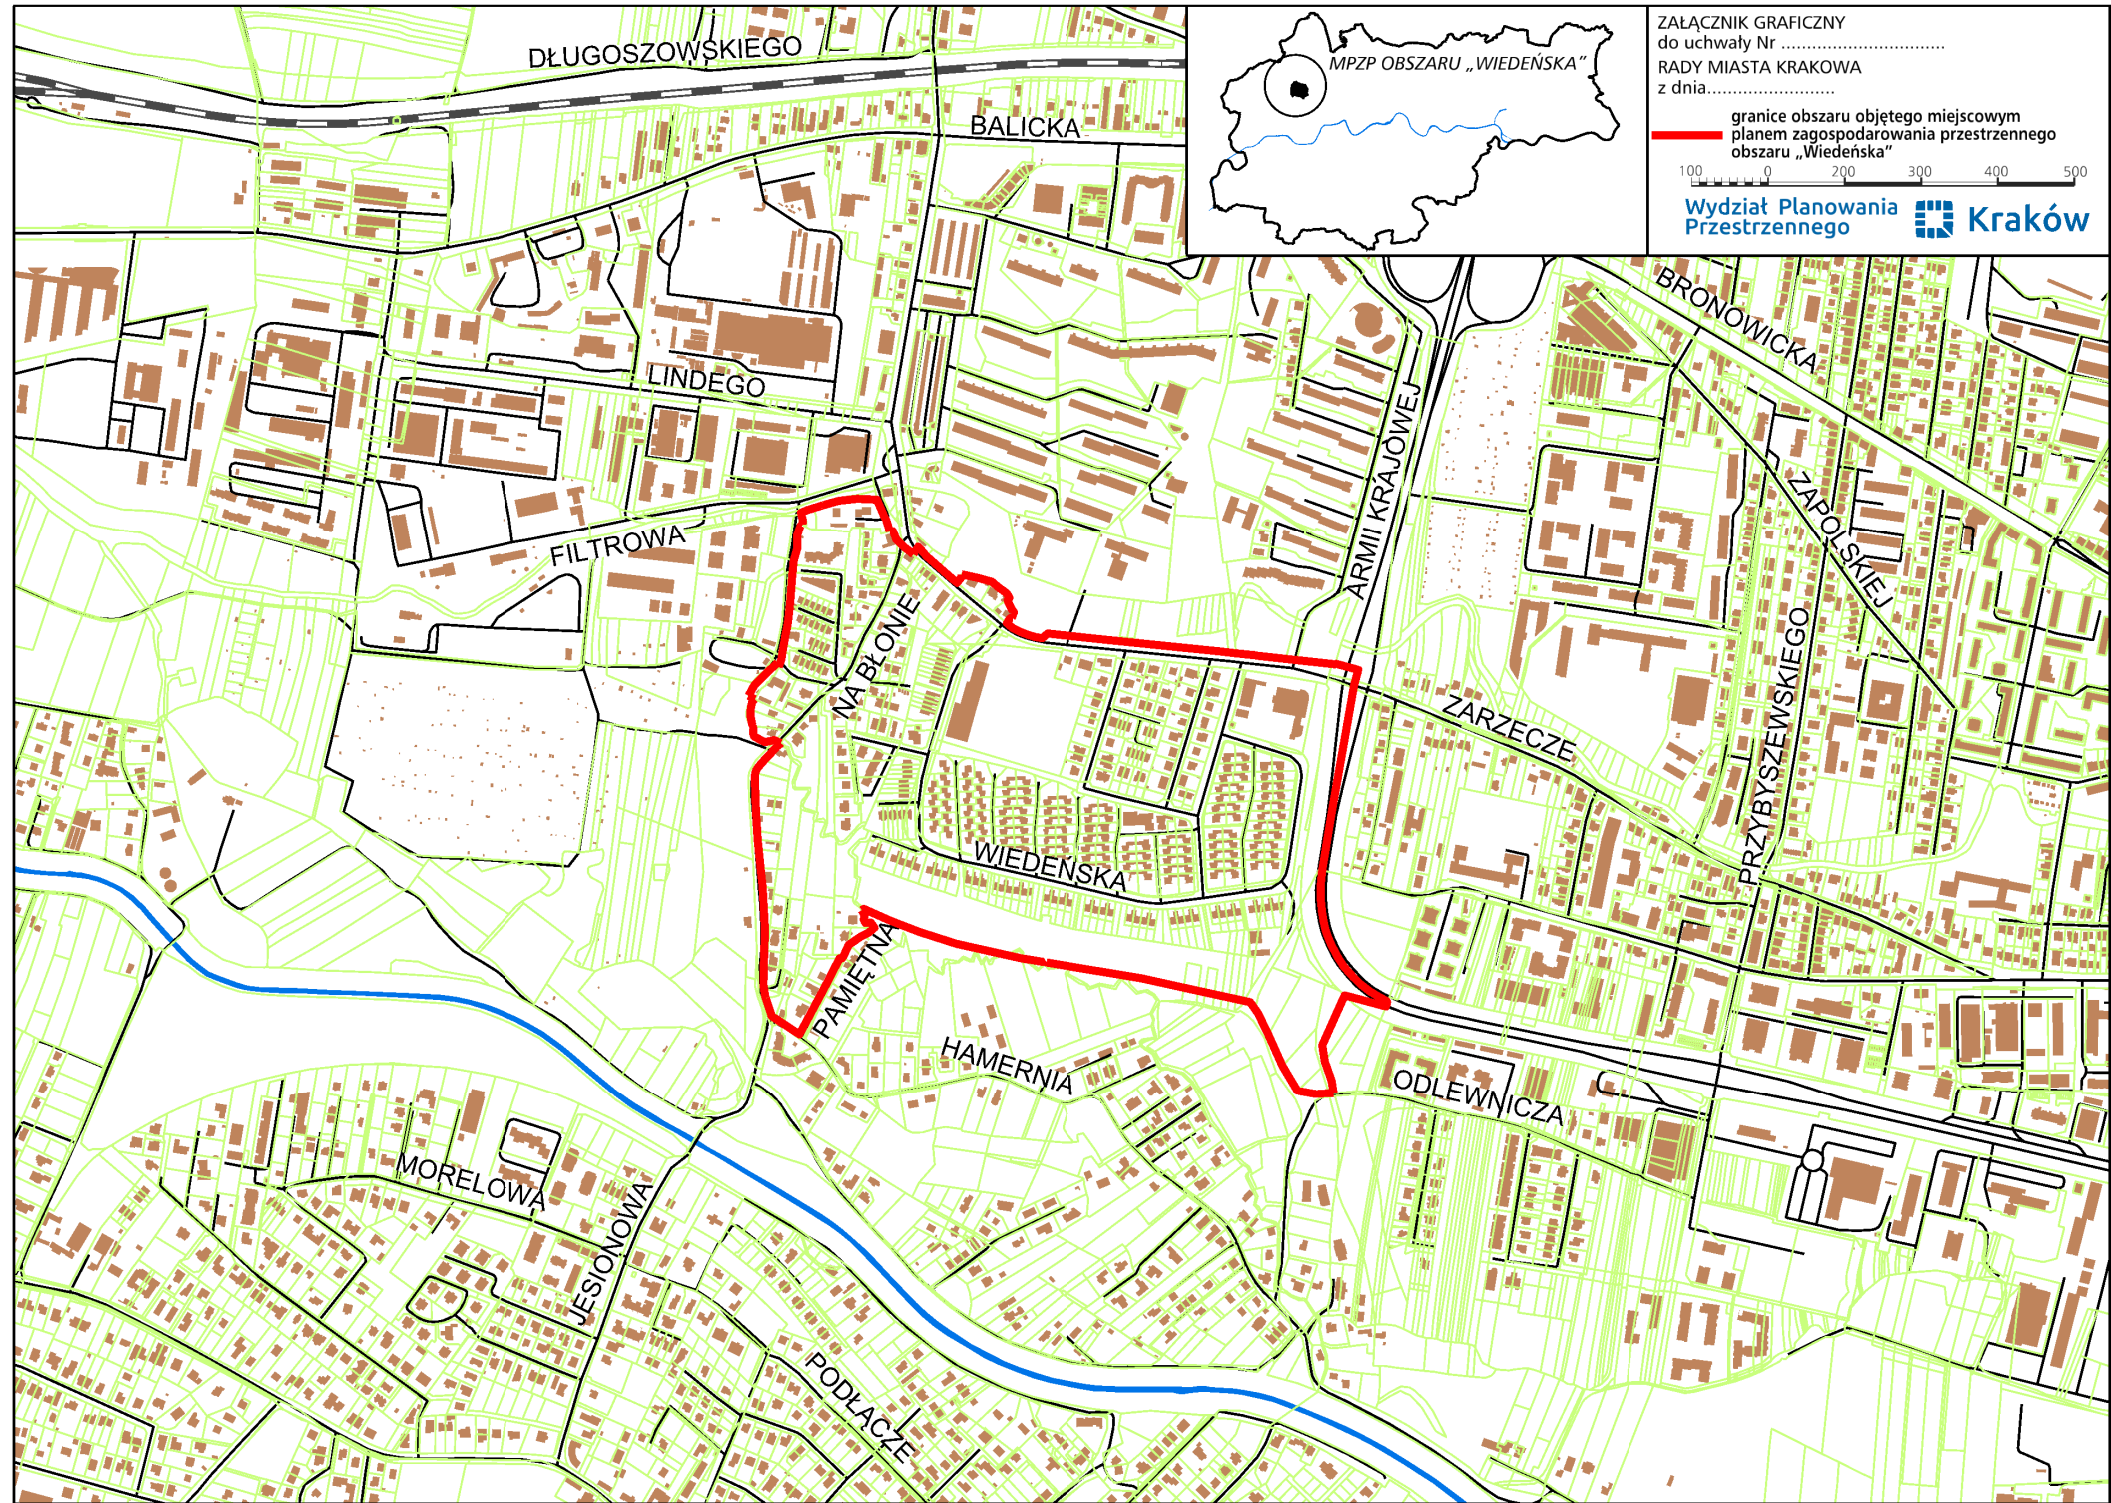 DŁUGOSZOWSKIEGO
BALICKA
MPZP OBSZARU „WIEDEŃSKA”
ZAŁĄCZNIK GRAFICZNY
do uchwały Nr ................................
RADY MIASTA KRAKOWA
z dnia.........................
granice obszaru objętego miejscowym
planem zagospodarowania przestrzennego
obszaru „Wiedeńska”
100 0 200 300 400 500
Wydział Planowania
Przestrzennego
Kraków
BRONOWICKA
LINDEGO
ARMII KRAJOWEJ
ZAPOLSKIEJ
FILTROWA
NA BŁONIE
ZARZECZE
PRZYBYSZEWSKIEGO
WIEDEŃSKA
PAMIĘTNA
HAMERNIA
ODLEWNICZA
MORELOWA
JESIONOWA
PODŁĄCZE